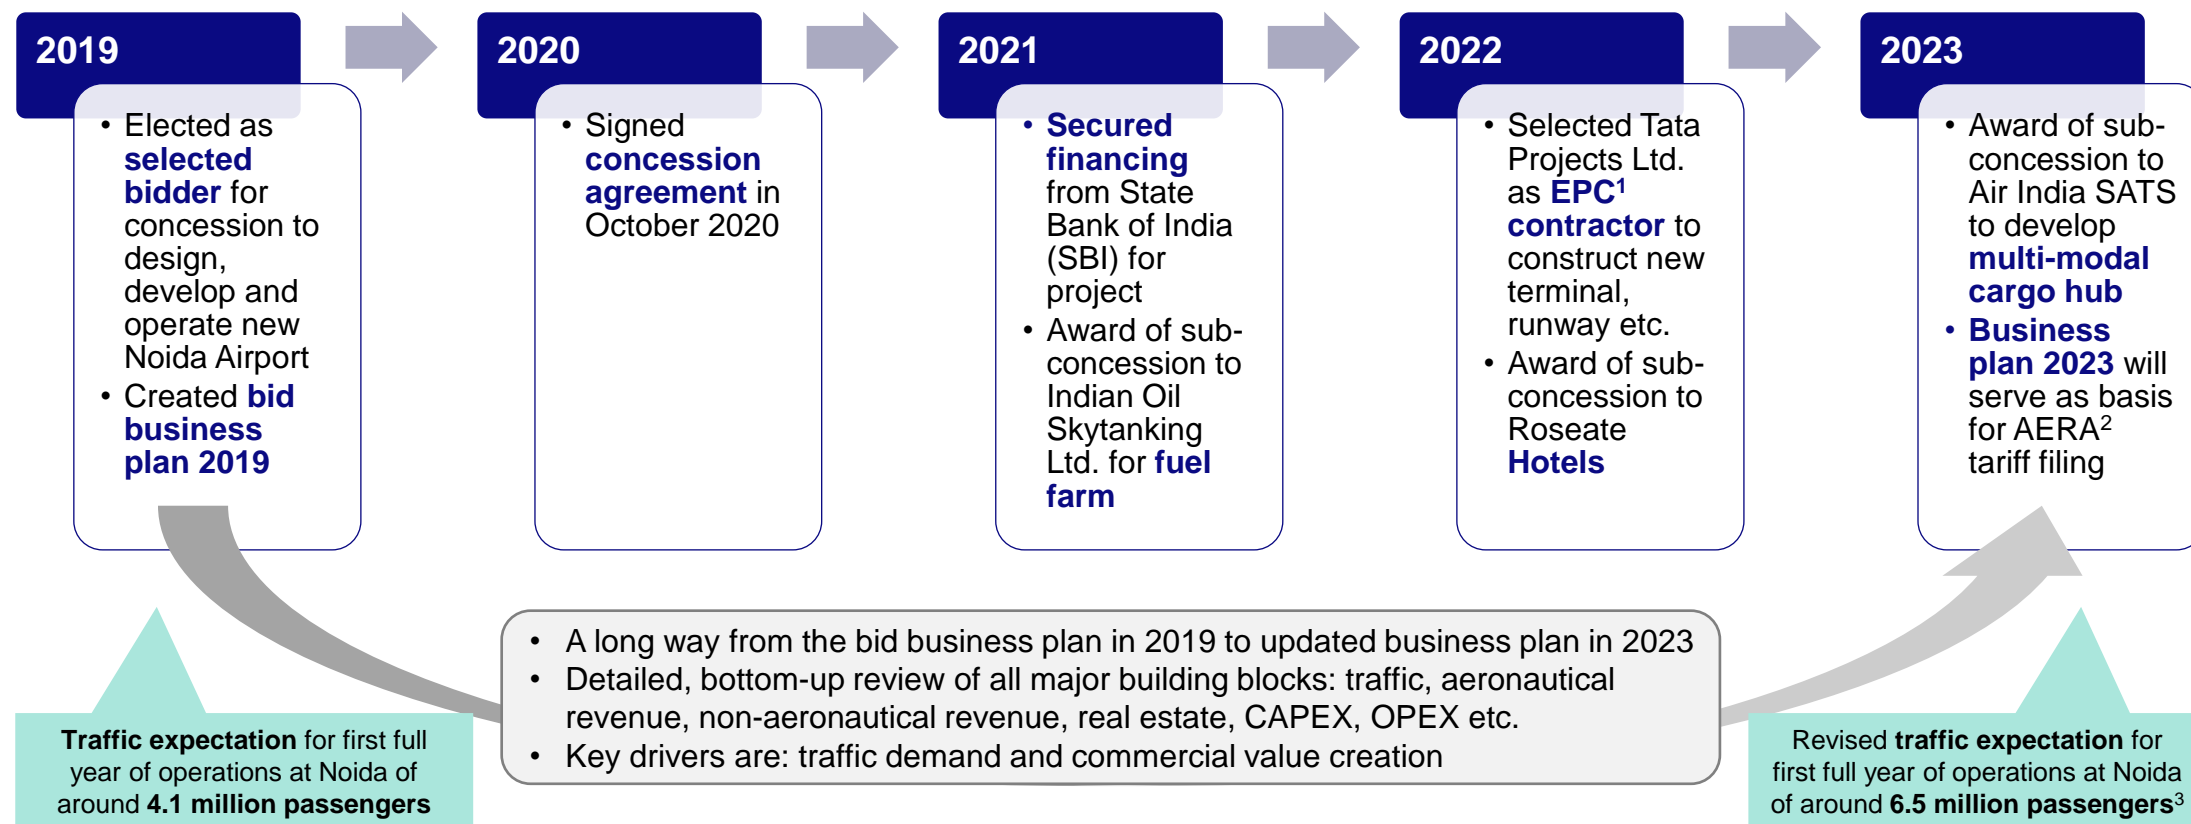 2019
• Elected as
selected
bidder for
concession to
design,
develop and
operate new
Noida Airport
• Created bid
business
plan 2019
2020
• Signed
concession
agreement in
October 2020
2021
• Secured
financing
from State
Bank of India
(SBI) for
project
• Award of sub-
concession to
Indian Oil
Skytanking
Ltd. for fuel
farm
2022
• Selected Tata
Projects Ltd.
as EPC¹
contractor to
construct new
terminal,
runway etc.
• Award of sub-
concession to
Roseate
Hotels
2023
• Award of sub-
concession to
Air India SATS
to develop
multi-modal
cargo hub
• Business
plan 2023 will
serve as basis
for AERA²
tariff filing
• A long way from the bid business plan in 2019 to updated business plan in 2023
• Detailed, bottom-up review of all major building blocks: traffic, aeronautical
revenue, non-aeronautical revenue, real estate, CAPEX, OPEX etc.
• Key drivers are: traffic demand and commercial value creation
Traffic expectation for first full
year of operations at Noida of
around 4.1 million passengers
Revised traffic expectation for
first full year of operations at Noida
of around 6.5 million passengers³